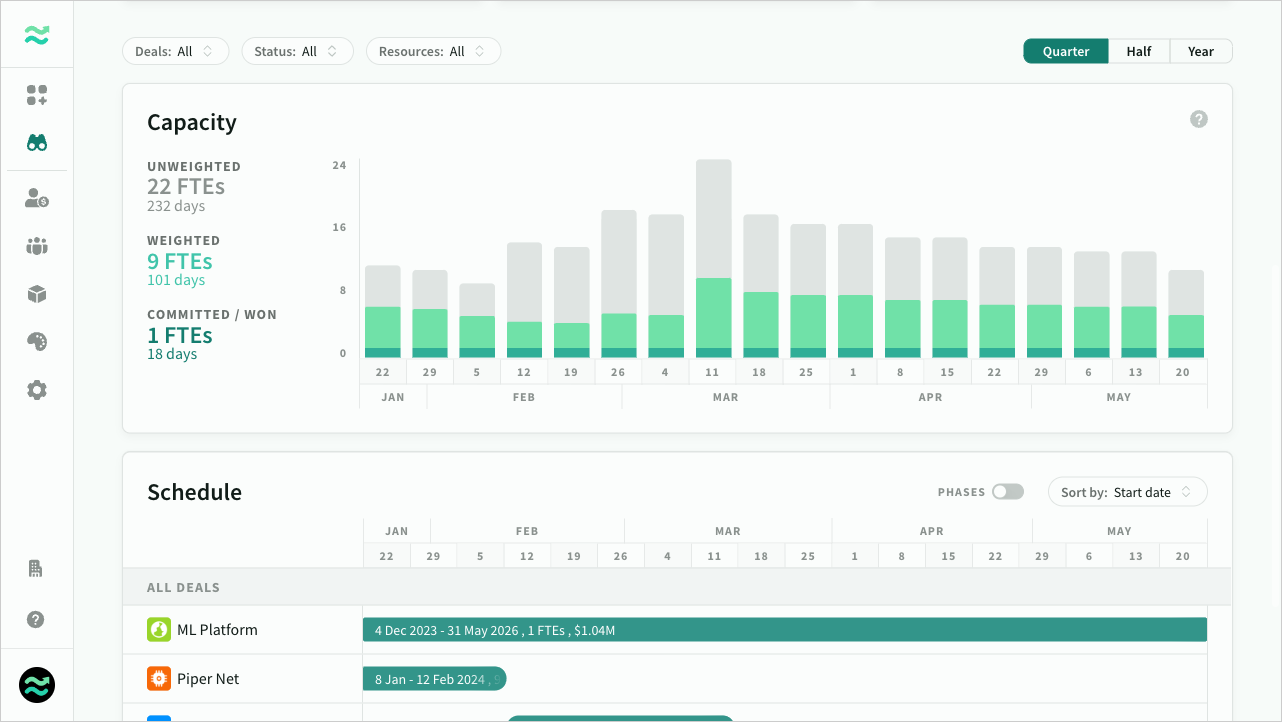 Deals: All
Status: All
Resources: All
Quarter
Half
Year
Capacity
?
UNWEIGHTED
22 FTEs
232 days
WEIGHTED
9 FTEs
101 days
COMMITTED / WON
1 FTEs
18 days
24
16
8
0
22 29 5 12 19 26 4 11 18 25 1 8 15 22 29 6 13 20
JAN FEB MAR APR MAY
Schedule
PHASES
Sort by: Start date
JAN FEB MAR APR MAY
22 29 5 12 19 26 4 11 18 25 1 8 15 22 29 6 13 20
ALL DEALS
ML Platform
4 Dec 2023 - 31 May 2026 , 1 FTEs , $1.04M
Piper Net
8 Jan - 12 Feb 2024 , 9
?